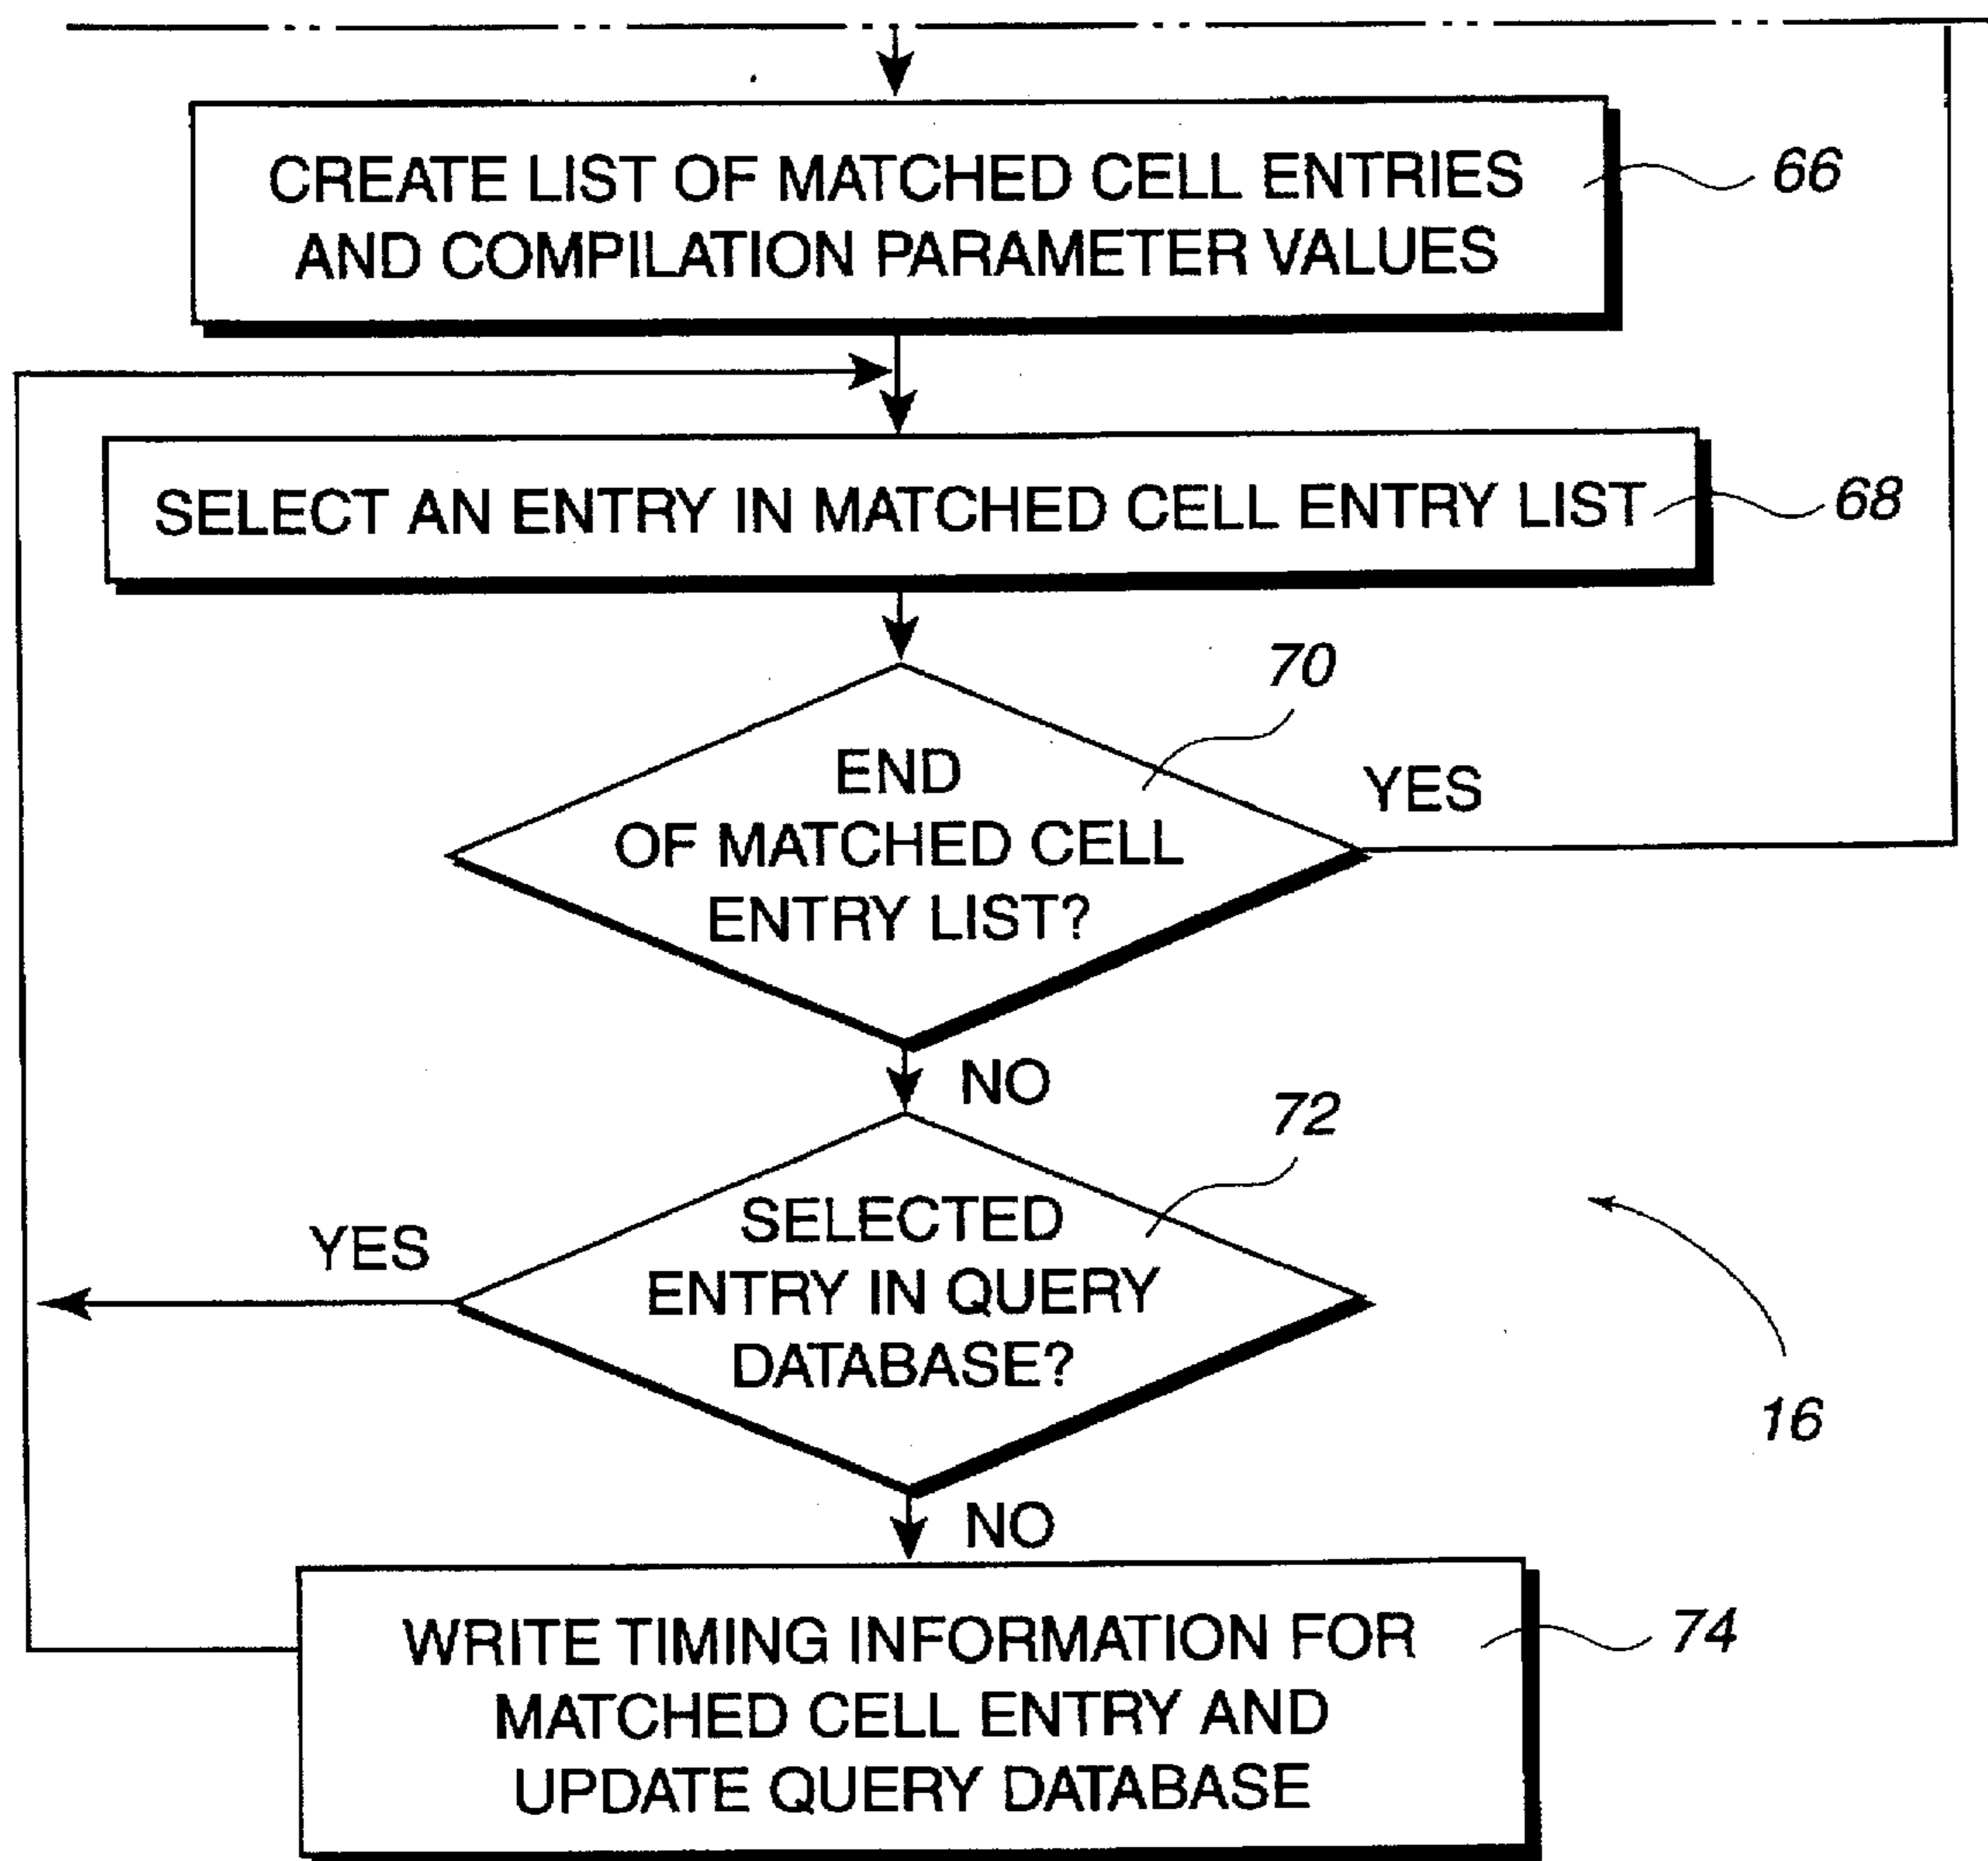 CREATE LIST OF MATCHED CELL ENTRIES
AND COMPILATION PARAMETER VALUES
66
SELECT AN ENTRY IN MATCHED CELL ENTRY LIST
68
70
END
OF MATCHED CELL
ENTRY LIST?
YES
NO
72
SELECTED
ENTRY IN QUERY
DATABASE?
YES
16
NO
WRITE TIMING INFORMATION FOR
MATCHED CELL ENTRY AND
UPDATE QUERY DATABASE
74